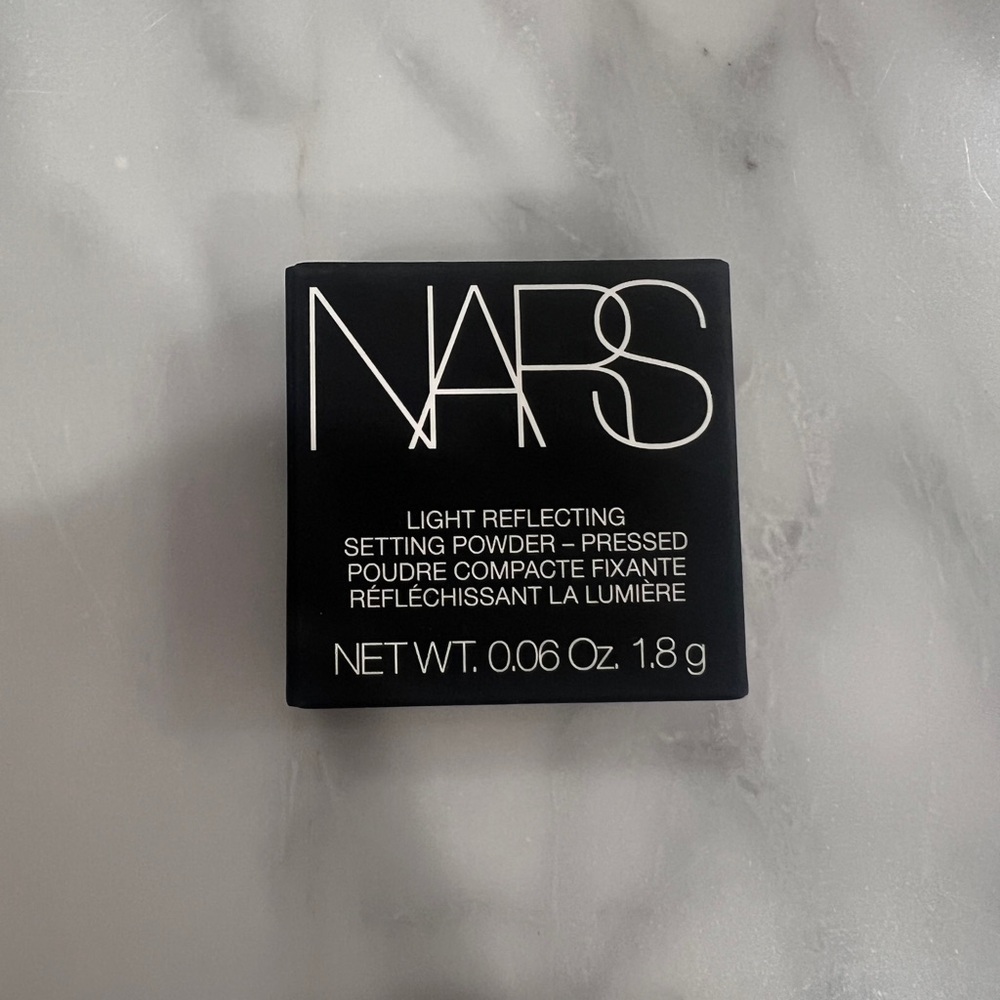 NARS
LIGHT REFLECTING
SETTING POWDER – PRESSED
POUDRE COMPACTE FIXANTE
RÉFLÉCHISSANT LA LUMIÈRE
NET WT. 0.06 Oz. 1.8 g